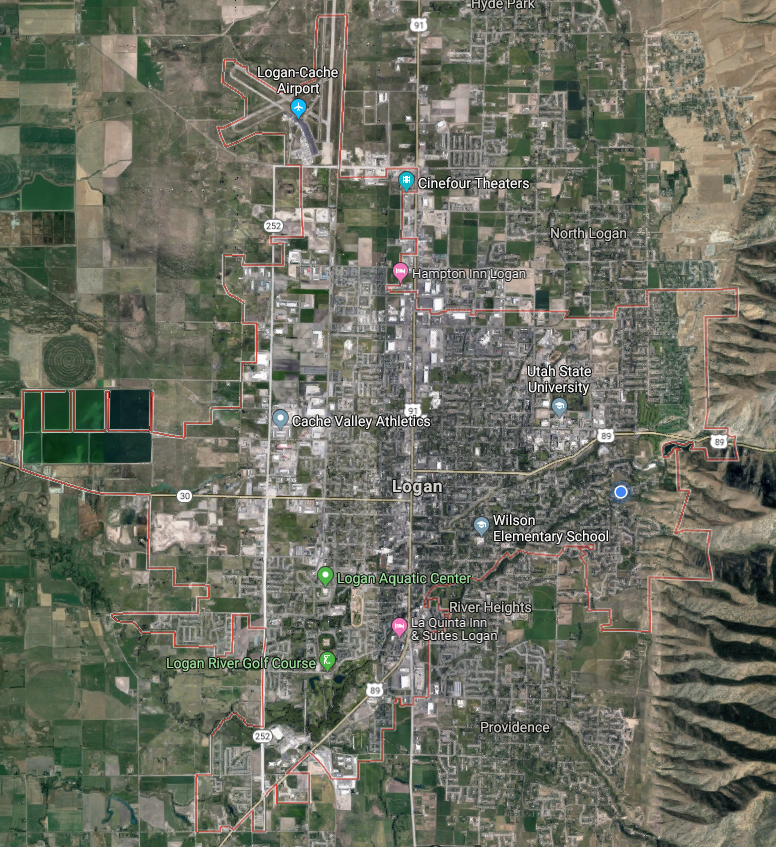 Hyde Park
91
Logan-Cache
Airport
Cinefour Theaters
252
North Logan
Hampton Inn Logan
Utah State
University
91
Cache Valley Athletics
89
89
Logan
30
Wilson
Elementary School
Logan Aquatic Center
River Heights
La Quinta Inn
& Suites Logan
Logan River Golf Course
89
Providence
252